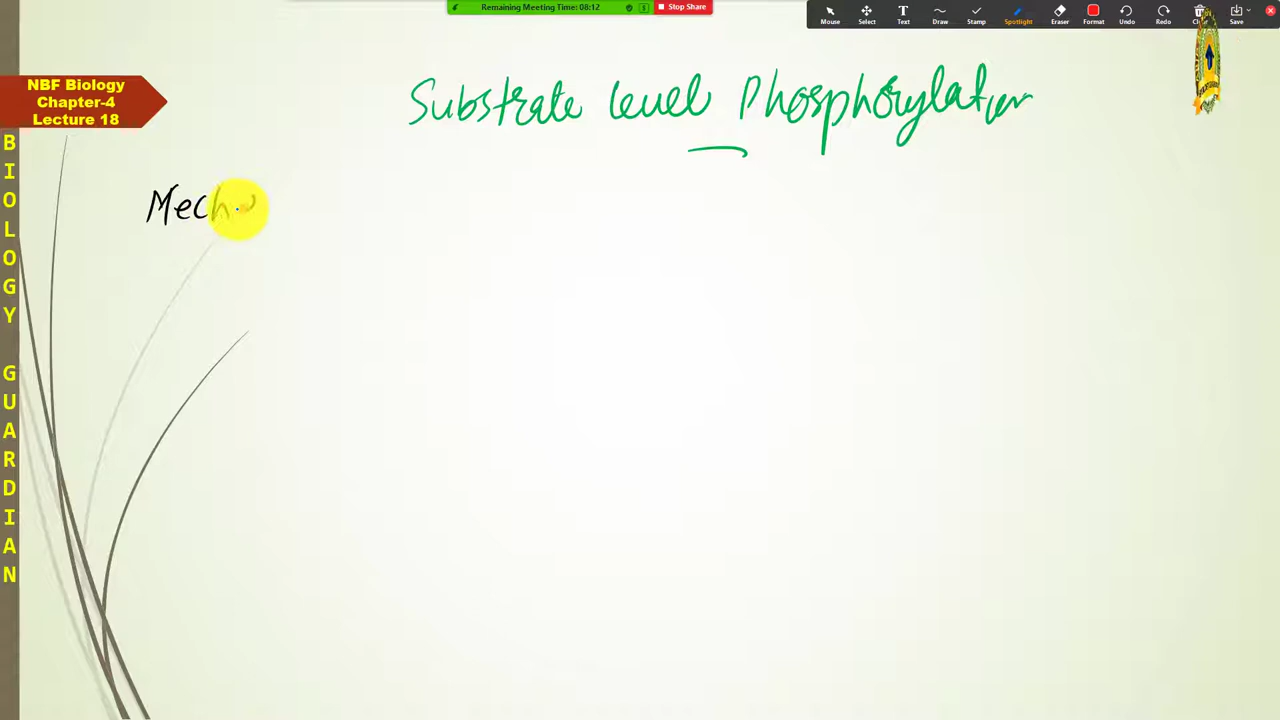 Remaining Meeting Time: 08:12
Stop Share
Mouse Select Text Draw Stamp Spotlight Eraser Format Undo Redo Save
NBF Biology
Chapter-4
Lecture 18
Substrate level Phosphorylation
BIOLOGY GUARDIAN